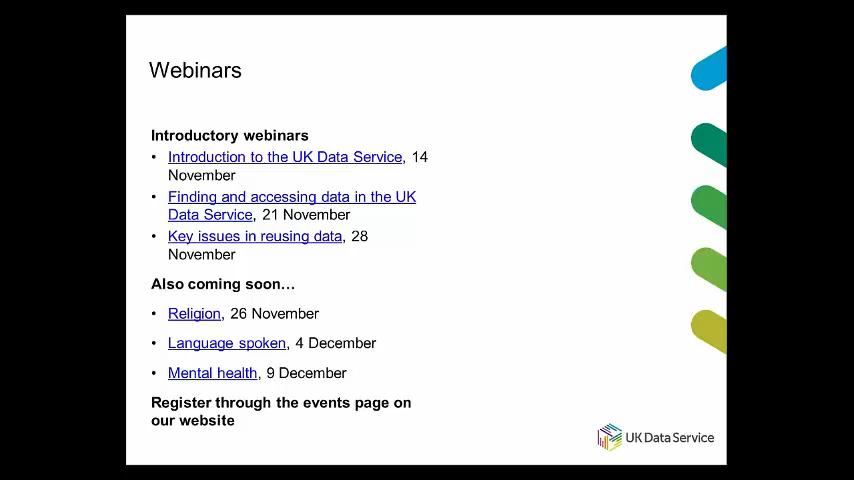 Webinars
Introductory webinars
• Introduction to the UK Data Service, 14
November
• Finding and accessing data in the UK
Data Service, 21 November
• Key issues in reusing data, 28
November
Also coming soon…
• Religion, 26 November
• Language spoken, 4 December
• Mental health, 9 December
Register through the events page on
our website
UK Data Service